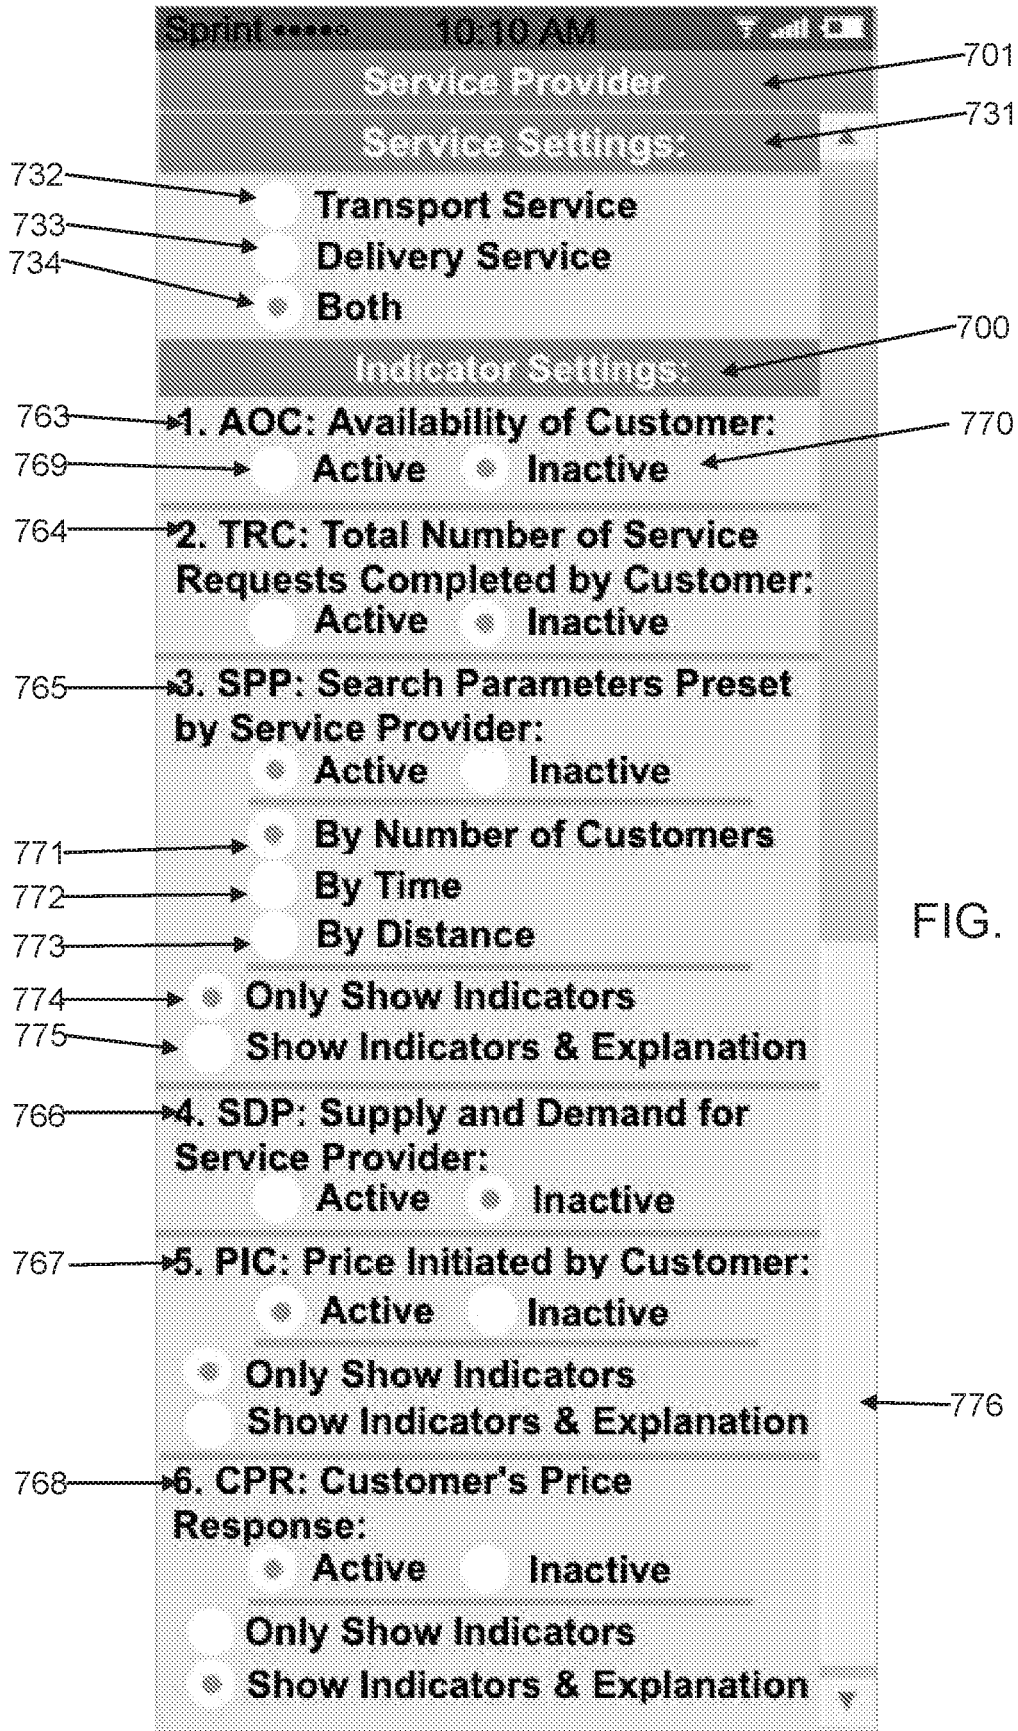 Sprint 10:10 AM
Service Provider
701
Service Settings:
731
732
Transport Service
733
Delivery Service
734
Both
700
Indicator Settings:
763
1. AOC: Availability of Customer:
770
769
Active Inactive
764
2. TRC: Total Number of Service
Requests Completed by Customer:
Active Inactive
765
3. SPP: Search Parameters Preset
by Service Provider:
Active Inactive
771
By Number of Customers
772
By Time
773
By Distance
FIG.
774
Only Show Indicators
775
Show Indicators & Explanation
766
4. SDP: Supply and Demand for
Service Provider:
Active Inactive
767
5. PIC: Price Initiated by Customer:
Active Inactive
Only Show Indicators
Show Indicators & Explanation
776
768
6. CPR: Customer's Price
Response:
Active Inactive
Only Show Indicators
Show Indicators & Explanation